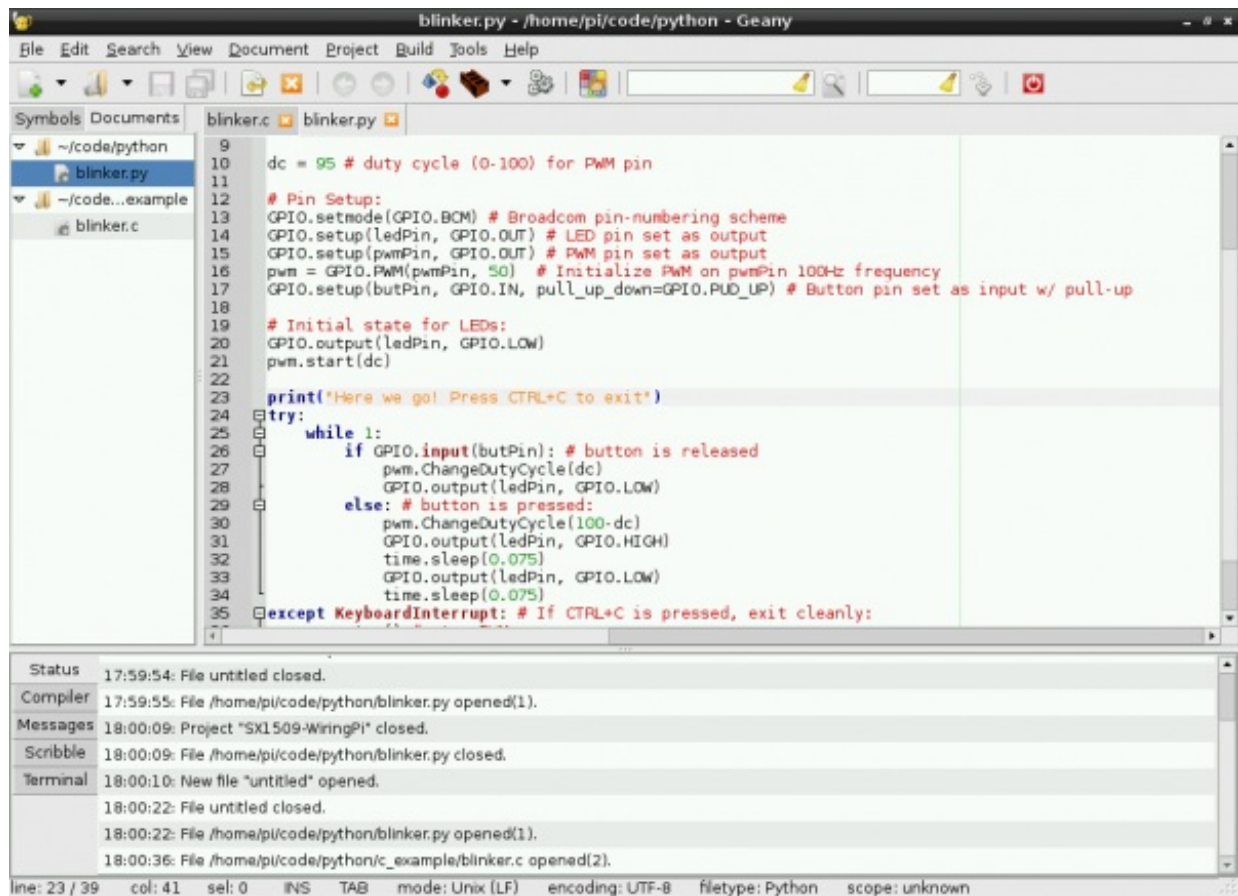 blinker.py - /home/pi/code/python - Geany
File Edit Search View Document Project Build Tools Help
Symbols Documents
blinker.c blinker.py
~/code/python
blinker.py
~/code...example
blinker.c
9
10 dc = 95 # duty cycle (0-100) for PWM pin
11
12 # Pin Setup:
13 GPIO.setmode(GPIO.BCM) # Broadcom pin-numbering scheme
14 GPIO.setup(ledPin, GPIO.OUT) # LED pin set as output
15 GPIO.setup(pwmPin, GPIO.OUT) # PWM pin set as output
16 pwm = GPIO.PWM(pwmPin, 50) # Initialize PWM on pwmPin 100Hz frequency
17 GPIO.setup(butPin, GPIO.IN, pull_up_down=GPIO.PUD_UP) # Button pin set as input w/ pull-up
18
19 # Initial state for LEDs:
20 GPIO.output(ledPin, GPIO.LOW)
21 pwm.start(dc)
22
23 print("Here we go! Press CTRL+C to exit")
24 try:
25 while 1:
26 if GPIO.input(butPin): # button is released
27 pwm.ChangeDutyCycle(dc)
28 GPIO.output(ledPin, GPIO.LOW)
29 else: # button is pressed:
30 pwm.ChangeDutyCycle(100-dc)
31 GPIO.output(ledPin, GPIO.HIGH)
32 time.sleep(0.075)
33 GPIO.output(ledPin, GPIO.LOW)
34 time.sleep(0.075)
35 except KeyboardInterrupt: # If CTRL+C is pressed, exit cleanly:
Status
Compiler
Messages
Scribble
Terminal
17:59:54: File untitled closed.
17:59:55: File /home/pi/code/python/blinker.py opened(1).
18:00:09: Project "SX1509-WiringPi" closed.
18:00:09: File /home/pi/code/python/blinker.py closed.
18:00:10: New file "untitled" opened.
18:00:22: File untitled closed.
18:00:22: File /home/pi/code/python/blinker.py opened(1).
18:00:36: File /home/pi/code/python/c_example/blinker.c opened(2).
line: 23 / 39 col: 41 sel: 0 INS TAB mode: Unix (LF) encoding: UTF-8 filetype: Python scope: unknown